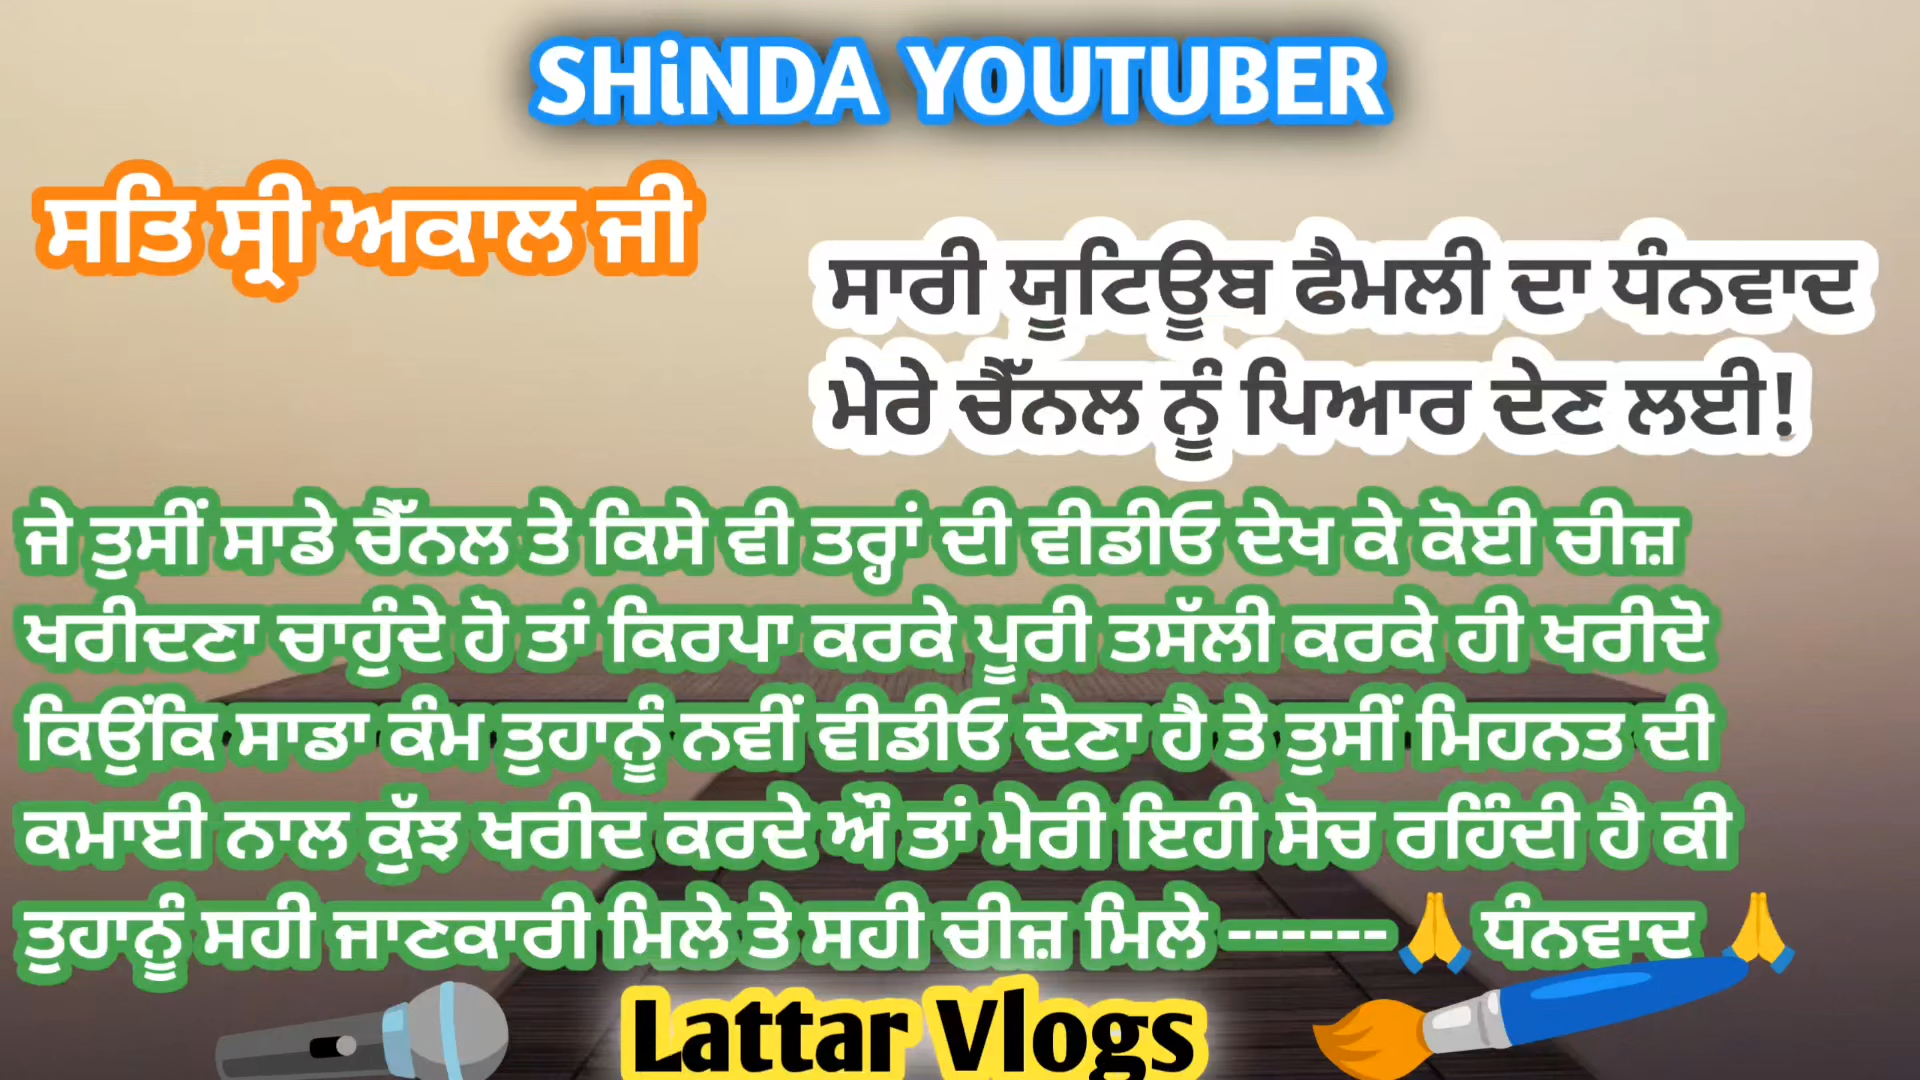 SHiNDA YOUTUBER
ਸਤਿ ਸ੍ਰੀ ਅਕਾਲ ਜੀ
ਸਾਰੀ ਯੂਟਿਊਬ ਫੈਮਲੀ ਦਾ ਧੰਨਵਾਦ
ਮੇਰੇ ਚੈੱਨਲ ਨੂੰ ਪਿਆਰ ਦੇਣ ਲਈ!
ਜੇ ਤੁਸੀਂ ਸਾਡੇ ਚੈੱਨਲ ਤੇ ਕਿਸੇ ਵੀ ਤਰ੍ਹਾਂ ਦੀ ਵੀਡੀਓ ਦੇਖ ਕੇ ਕੋਈ ਚੀਜ਼
ਖਰੀਦਣਾ ਚਾਹੁੰਦੇ ਹੋ ਤਾਂ ਕਿਰਪਾ ਕਰਕੇ ਪੂਰੀ ਤਸੱਲੀ ਕਰਕੇ ਹੀ ਖਰੀਦੋ
ਕਿਉਂਕਿ ਸਾਡਾ ਕੰਮ ਤੁਹਾਨੂੰ ਨਵੀਂ ਵੀਡੀਓ ਦੇਣਾ ਹੈ ਤੇ ਤੁਸੀਂ ਮਿਹਨਤ ਦੀ
ਕਮਾਈ ਨਾਲ ਕੁੱਝ ਖਰੀਦ ਕਰਦੇ ਔ ਤਾਂ ਮੇਰੀ ਇਹੀ ਸੋਚ ਰਹਿੰਦੀ ਹੈ ਕੀ
ਤੁਹਾਨੂੰ ਸਹੀ ਜਾਣਕਾਰੀ ਮਿਲੇ ਤੇ ਸਹੀ ਚੀਜ਼ ਮਿਲੇ ------🙏 ਧੰਨਵਾਦ 🙏
Lattar Vlogs